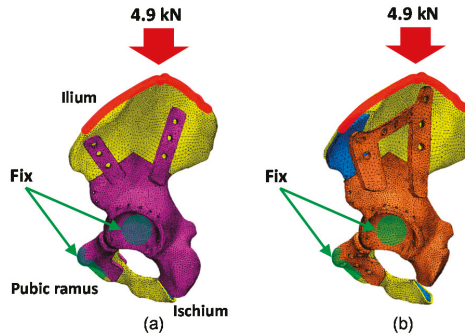 4.9 kN
4.9 kN
Ilium
Fix
Fix
Pubic ramus
Ischium
(a)
(b)